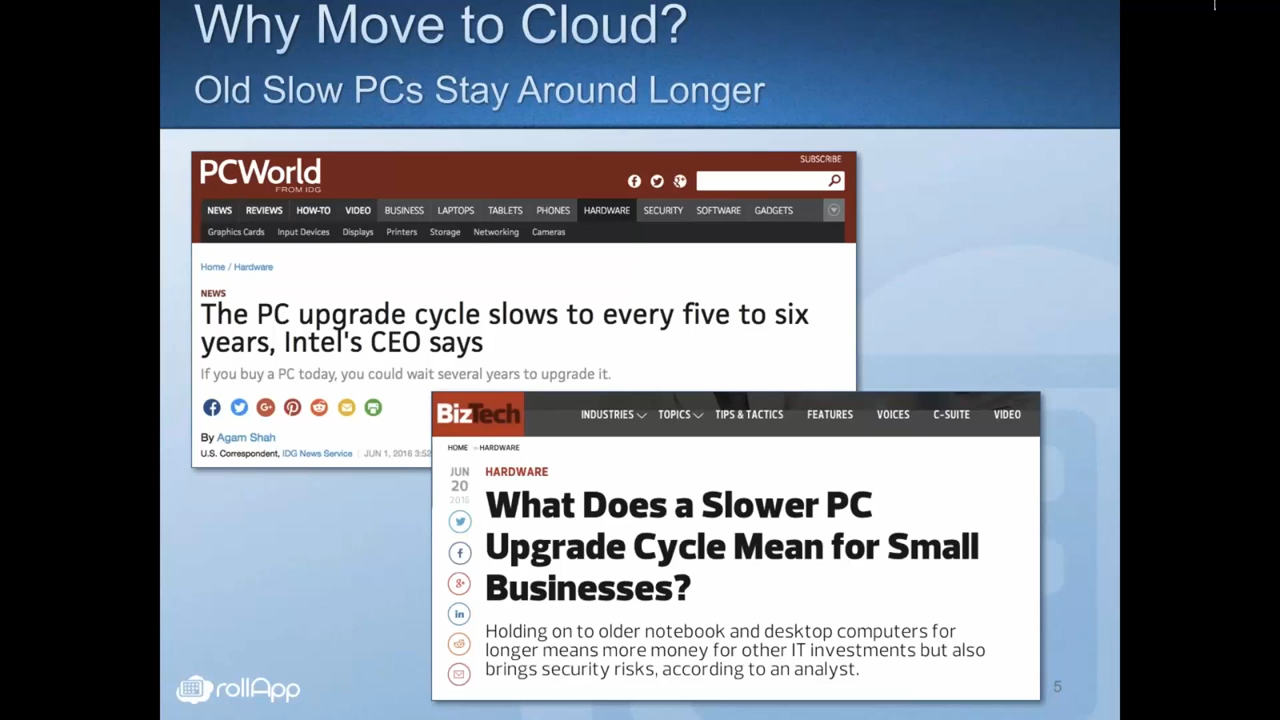 Why Move to Cloud?
Old Slow PCs Stay Around Longer
PCWorld
FROM IDG
SUBSCRIBE
NEWS REVIEWS HOW-TO VIDEO BUSINESS LAPTOPS TABLETS PHONES HARDWARE SECURITY SOFTWARE GADGETS
Graphics Cards Input Devices Displays Printers Storage Networking Cameras
Home / Hardware
NEWS
The PC upgrade cycle slows to every five to six
years, Intel's CEO says
If you buy a PC today, you could wait several years to upgrade it.
By Agam Shah
U.S. Correspondent, IDG News Service | JUN 1, 2016 3:52
BizTech
INDUSTRIES TOPICS TIPS & TACTICS FEATURES VOICES C-SUITE VIDEO
HOME » HARDWARE
JUN
20
2016
HARDWARE
What Does a Slower PC
Upgrade Cycle Mean for Small
Businesses?
Holding on to older notebook and desktop computers for
longer means more money for other IT investments but also
brings security risks, according to an analyst.
rollApp
5